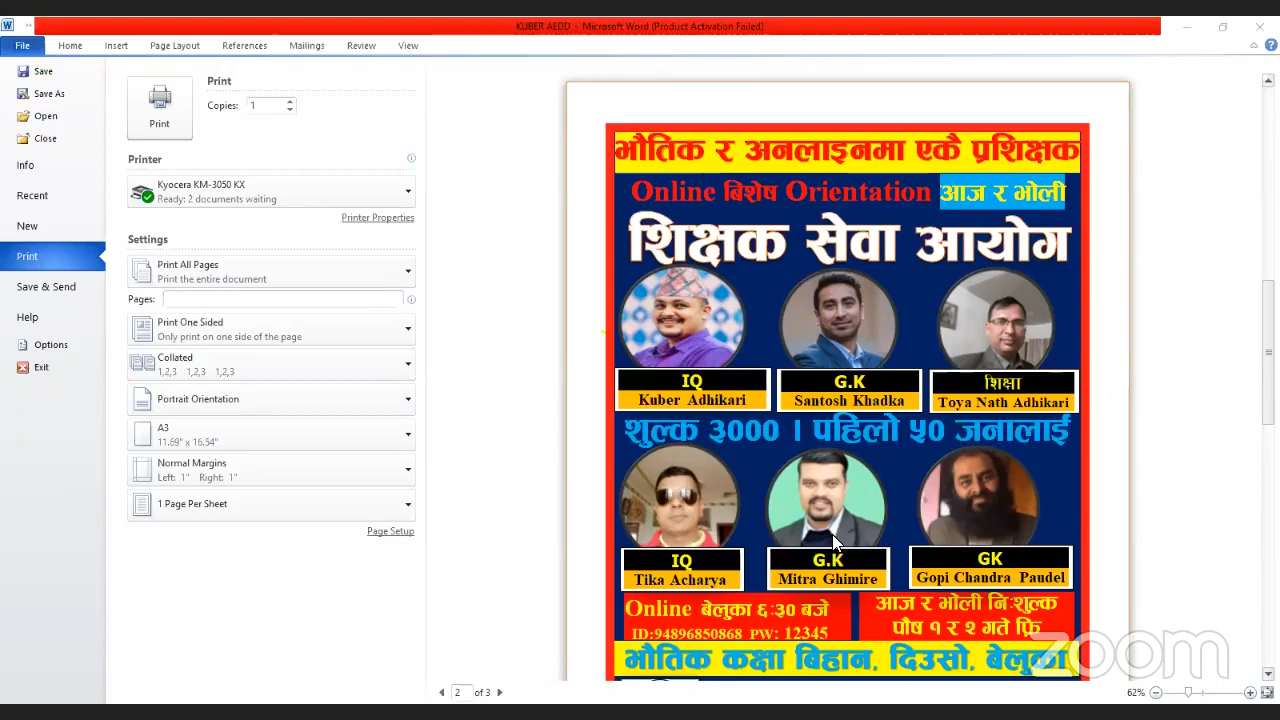 KUBER AEDD - Microsoft Word (Product Activation Failed)
File Home Insert Page Layout References Mailings Review View
Save
Save As
Open
Close
Info
Recent
New
Print
Save & Send
Help
Options
Exit
Print
Print
Copies: 1
Printer
Kyocera KM-3050 KX
Ready: 2 documents waiting
Printer Properties
Settings
Print All Pages
Print the entire document
Pages:
Print One Sided
Only print on one side of the page
Collated
1,2,3 1,2,3 1,2,3
Portrait Orientation
A3
11.69" x 16.54"
Normal Margins
Left: 1" Right: 1"
1 Page Per Sheet
Page Setup
भौतिक र अनलाइनमा एकै प्रशिक्षक
Online बिशेष Orientation आज र भोली
शिक्षक सेवा आयोग
IQ
Kuber Adhikari
G.K
Santosh Khadka
शिक्षा
Toya Nath Adhikari
शुल्क ३००० । पहिलो ५० जनालाई
IQ
Tika Acharya
G.K
Mitra Ghimire
GK
Gopi Chandra Paudel
Online बेलुका ६:३० बजे
ID:94896850868 PW: 12345
आज र भोली नि:शुल्क
पौष १ र २ गते फ्रि
भौतिक कक्षा बिहान, दिउसो, बेलुका
zoom
2 of 3
62%